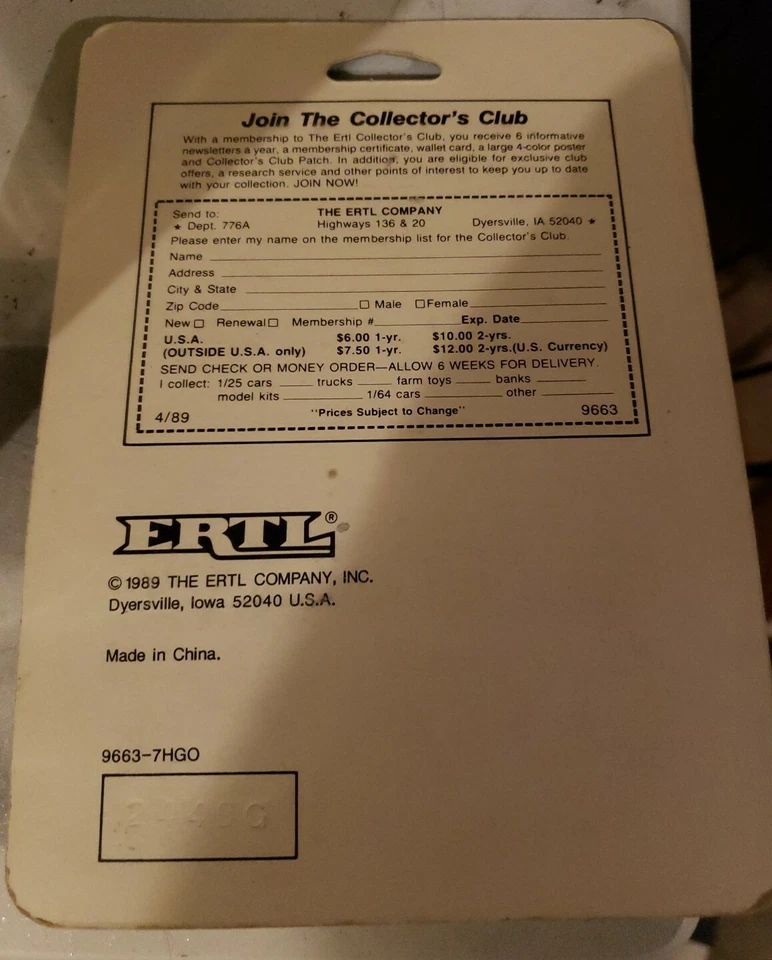 Join The Collector's Club
With a membership to The Ertl Collector's Club, you receive 6 informative
newsletters a year, a membership certificate, wallet card, a large 4-color poster
and Collector's Club Patch. In addition, you are eligible for exclusive club
offers, a research service and other points of interest to keep you up to date
with your collection. JOIN NOW!
Send to: THE ERTL COMPANY
★ Dept. 776A Highways 136 & 20 Dyersville, IA 52040 ★
Please enter my name on the membership list for the Collector's Club.
Name
Address
City & State
Zip Code □ Male □ Female
New □ Renewal □ Membership # Exp. Date
U.S.A. $6.00 1-yr. $10.00 2-yrs.
(OUTSIDE U.S.A. only) $7.50 1-yr. $12.00 2-yrs.(U.S. Currency)
SEND CHECK OR MONEY ORDER—ALLOW 6 WEEKS FOR DELIVERY.
I collect: 1/25 cars trucks farm toys banks
model kits 1/64 cars other
4/89 "Prices Subject to Change" 9663
ERTL®
© 1989 THE ERTL COMPANY, INC.
Dyersville, Iowa 52040 U.S.A.
Made in China.
9663-7HGO